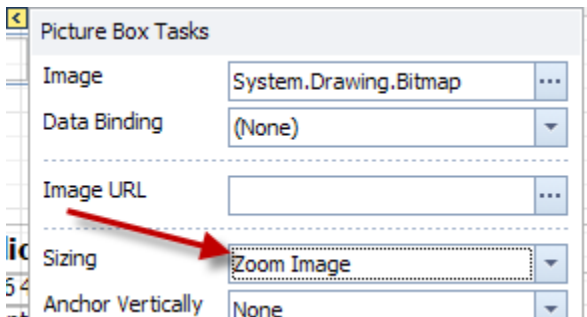 Picture Box Tasks
Image System.Drawing.Bitmap ...
Data Binding (None)
Image URL ...
Sizing Zoom Image
Anchor Vertically None